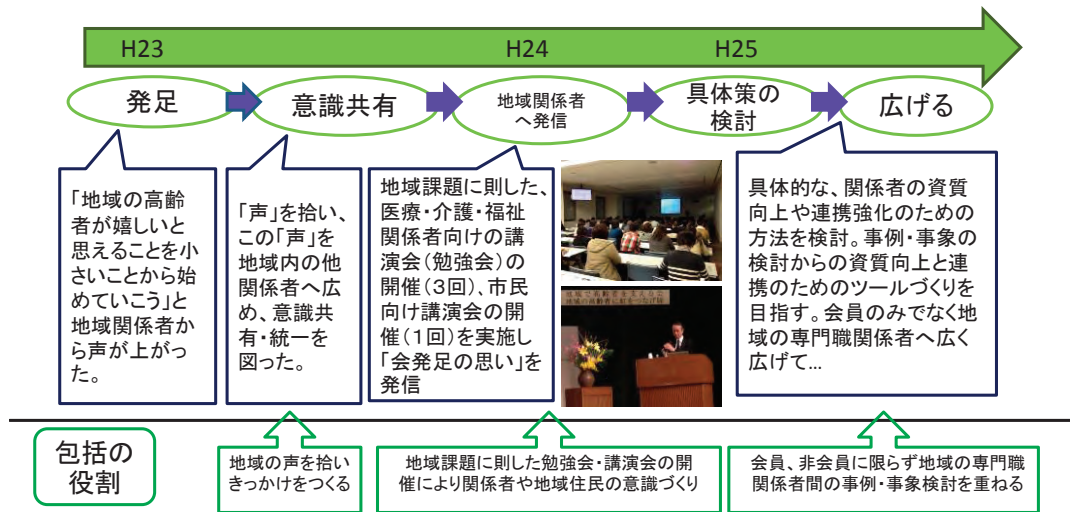 H23
H24
H25
発足
意識共有
地域関係者
へ発信
具体策の
検討
広げる
「地域の高齢
者が嬉しいと
思えることを小
さいことから始
めていこう」と
地域関係者か
ら声が上がっ
た。
「声」を拾い、
この「声」を
地域内の他
関係者へ広
め、意識共
有・統一を
図った。
地域課題に則した、
医療・介護・福祉
関係者向けの講
演会(勉強会)の
開催(3回)、市民
向け講演会の開
催(1回)を実施し
「会発足の思い」を
発信
具体的な、関係者の資質
向上や連携強化のための
方法を検討。事例・事象の
検討からの資質向上と連
携のためのツールづくりを
目指す。会員のみでなく地
域の専門職関係者へ広く
広げて…
包括の
役割
地域の声を拾い
きっかけをつくる
地域課題に則した勉強会・講演会の開
催により関係者や地域住民の意識づくり
会員、非会員に限らず地域の専門職
関係者間の事例・事象検討を重ねる